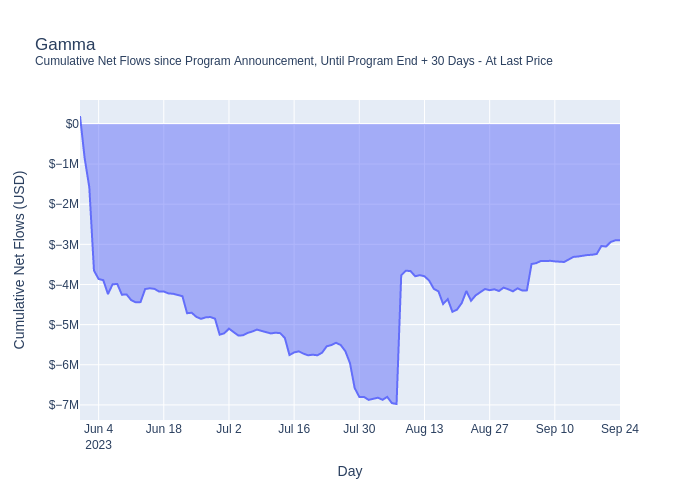 Gamma
Cumulative Net Flows since Program Announcement, Until Program End + 30 Days - At Last Price
$0
$−1M
$−2M
$−3M
$−4M
$−5M
$−6M
$−7M
Cumulative Net Flows (USD)
Jun 4 Jun 18 Jul 2 Jul 16 Jul 30 Aug 13 Aug 27 Sep 10 Sep 24
2023
Day